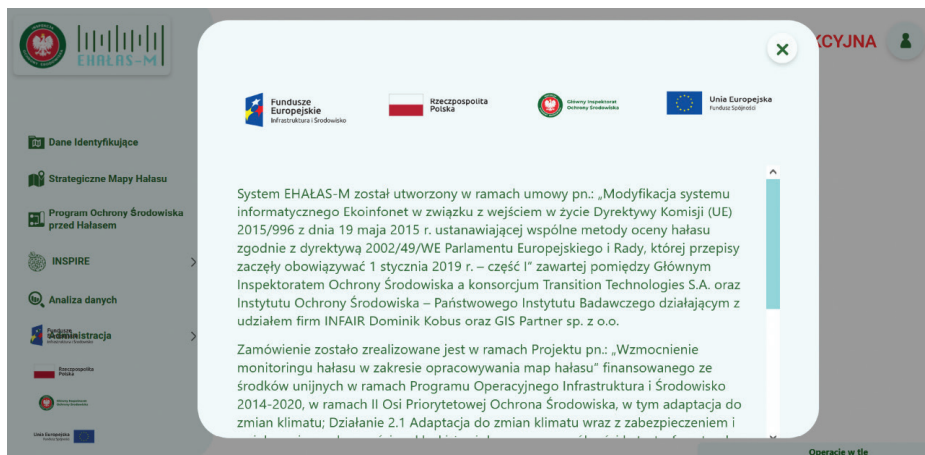 EHAŁAS-M
KCYJNA
Fundusze
Europejskie
Infrastruktura i Środowisko
Rzeczpospolita
Polska
Główny Inspektorat
Ochrony Środowiska
Unia Europejska
Fundusz Spójności
Dane Identyfikujące
Strategiczne Mapy Hałasu
Program Ochrony Środowiska
przed Hałasem
INSPIRE
Analiza danych
Administracja
Rzeczpospolita
Polska
Główny Inspektorat
Ochrony Środowiska
Unia Europejska
Fundusz Spójności
System EHAŁAS-M został utworzony w ramach umowy pn.: „Modyfikacja systemu
informatycznego Ekoinfonet w związku z wejściem w życie Dyrektywy Komisji (UE)
2015/996 z dnia 19 maja 2015 r. ustanawiającej wspólne metody oceny hałasu
zgodnie z dyrektywą 2002/49/WE Parlamentu Europejskiego i Rady, której przepisy
zaczęły obowiązywać 1 stycznia 2019 r. – część I” zawartej pomiędzy Głównym
Inspektoratem Ochrony Środowiska a konsorcjum Transition Technologies S.A. oraz
Instytutu Ochrony Środowiska – Państwowego Instytutu Badawczego działającym z
udziałem firm INFAIR Dominik Kobus oraz GIS Partner sp. z o.o.
Zamówienie zostało zrealizowane jest w ramach Projektu pn.: „Wzmocnienie
monitoringu hałasu w zakresie opracowywania map hałasu” finansowanego ze
środków unijnych w ramach Programu Operacyjnego Infrastruktura i Środowisko
2014-2020, w ramach II Osi Priorytetowej Ochrona Środowiska, w tym adaptacja do
zmian klimatu; Działanie 2.1 Adaptacja do zmian klimatu wraz z zabezpieczeniem i
Operacje w tle